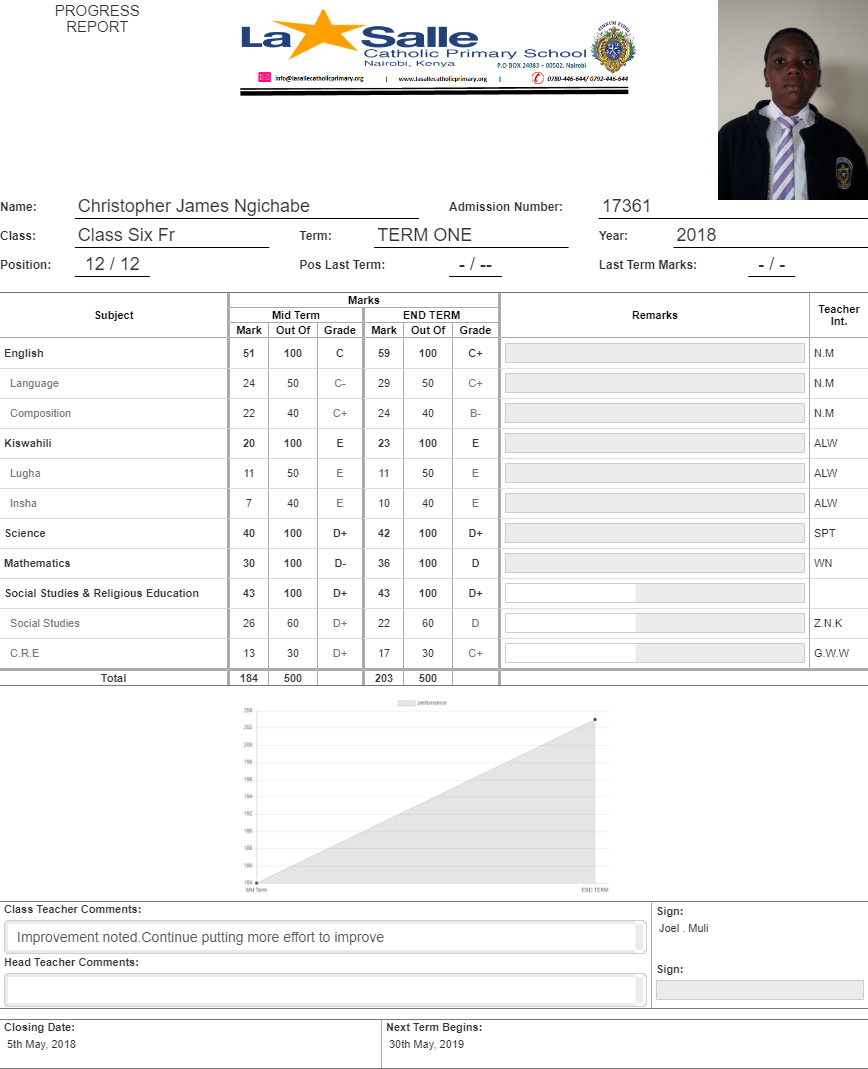 PROGRESS
REPORT
La Salle
Catholic Primary School
Nairobi, Kenya
P.O BOX 24083 – 00502, Nairobi
info@lasallecatholicprimary.org | www.lasallecatholicprimary.org | 0780-446-644/ 0792-446-644
Name: Christopher James Ngichabe Admission Number: 17361
Class: Class Six Fr Term: TERM ONE Year: 2018
Position: 12 / 12 Pos Last Term: - / -- Last Term Marks: - / -
Subject Marks Remarks Teacher Int.
Mid Term END TERM
Mark Out Of Grade Mark Out Of Grade
English 51 100 C 59 100 C+ N.M
Language 24 50 C- 29 50 C+ N.M
Composition 22 40 C+ 24 40 B- N.M
Kiswahili 20 100 E 23 100 E ALW
Lugha 11 50 E 11 50 E ALW
Insha 7 40 E 10 40 E ALW
Science 40 100 D+ 42 100 D+ SPT
Mathematics 30 100 D- 36 100 D WN
Social Studies & Religious Education 43 100 D+ 43 100 D+
Social Studies 26 60 D+ 22 60 D Z.N.K
C.R.E 13 30 D+ 17 30 C+ G.W.W
Total 184 500 203 500
performance
204
202
200
198
196
194
192
190
188
186
184
Mid Term END TERM
Class Teacher Comments: Sign:
Improvement noted.Continue putting more effort to improve Joel . Muli
Head Teacher Comments: Sign:
Closing Date: Next Term Begins:
5th May, 2018 30th May, 2019